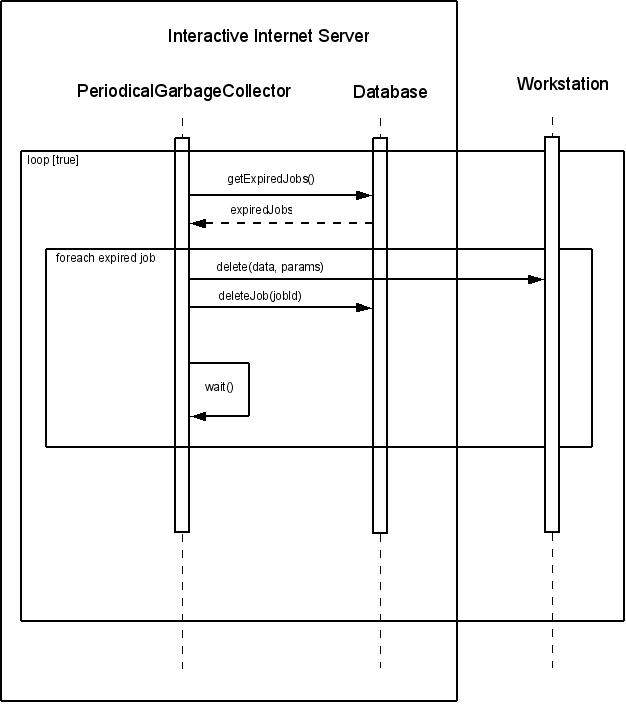 Interactive Internet Server
PeriodicalGarbageCollector
Database
Workstation
loop [true]
getExpiredJobs()
expiredJobs
foreach expired job
delete(data, params)
deleteJob(jobId)
wait()